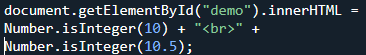 document.getElementById("demo").innerHTML =
Number.isInteger(10) + "<br>" +
Number.isInteger(10.5);